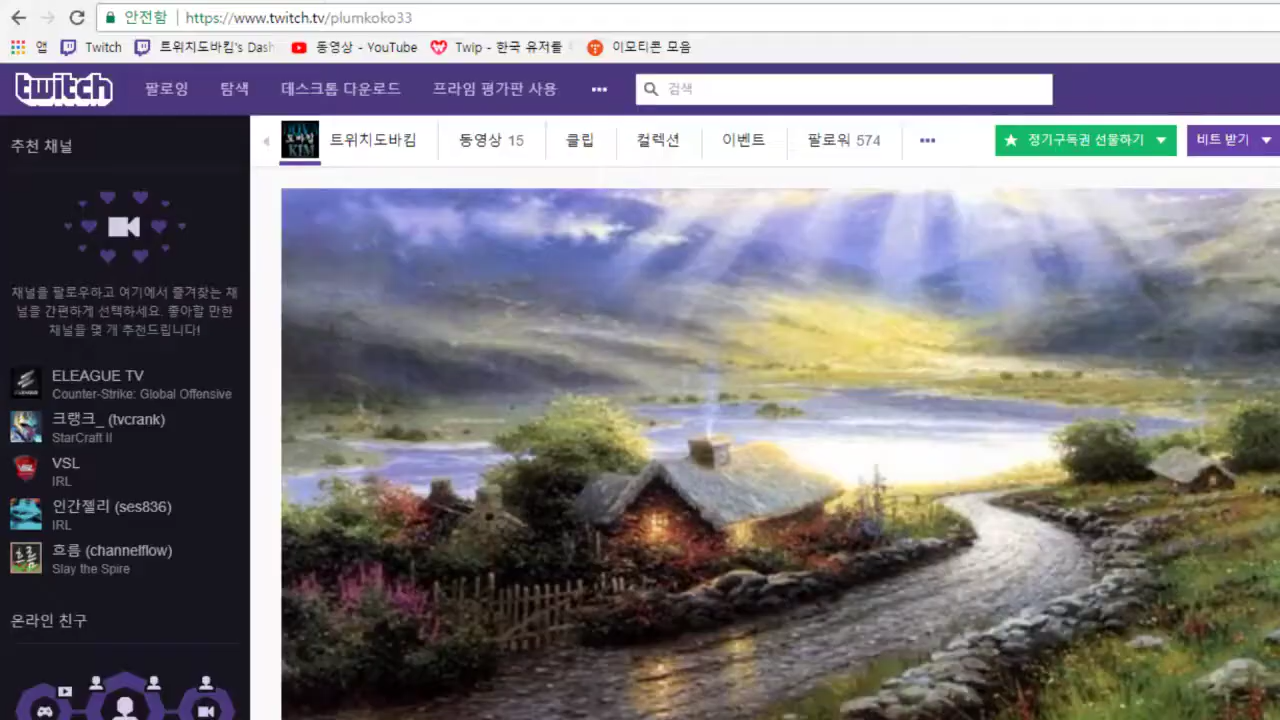 안전함 https://www.twitch.tv/plumkoko33
앱 Twitch 트위치도바킴's Dash 동영상 - YouTube Twip - 한국 유저를 이모티콘 모음
twitch 팔로잉 탐색 데스크톱 다운로드 프라임 평가판 사용 ••• 검색
트위치도바킴 동영상 15 클립 컬렉션 이벤트 팔로워 574 ••• 정기구독권 선물하기 비트 받기
추천 채널
채널을 팔로우하고 여기에서 즐겨찾는 채
널을 간편하게 선택하세요. 좋아할 만한
채널을 몇 개 추천드립니다!
ELEAGUE TV
Counter-Strike: Global Offensive
크랭크_ (tvcrank)
StarCraft II
VSL
IRL
인간젤리 (ses836)
IRL
흐름 (channelflow)
Slay the Spire
온라인 친구